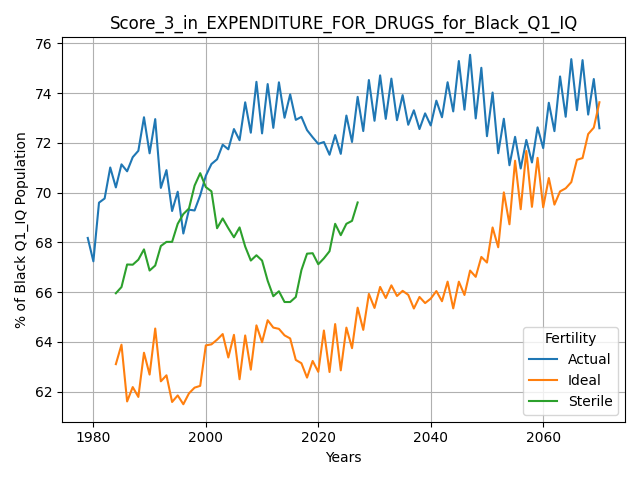 Score_3_in_EXPENDITURE_FOR_DRUGS_for_Black_Q1_IQ
% of Black Q1_IQ Population
76
74
72
70
68
66
64
62
1980
2000
2020
2040
2060
Years
Fertility
Actual
Ideal
Sterile